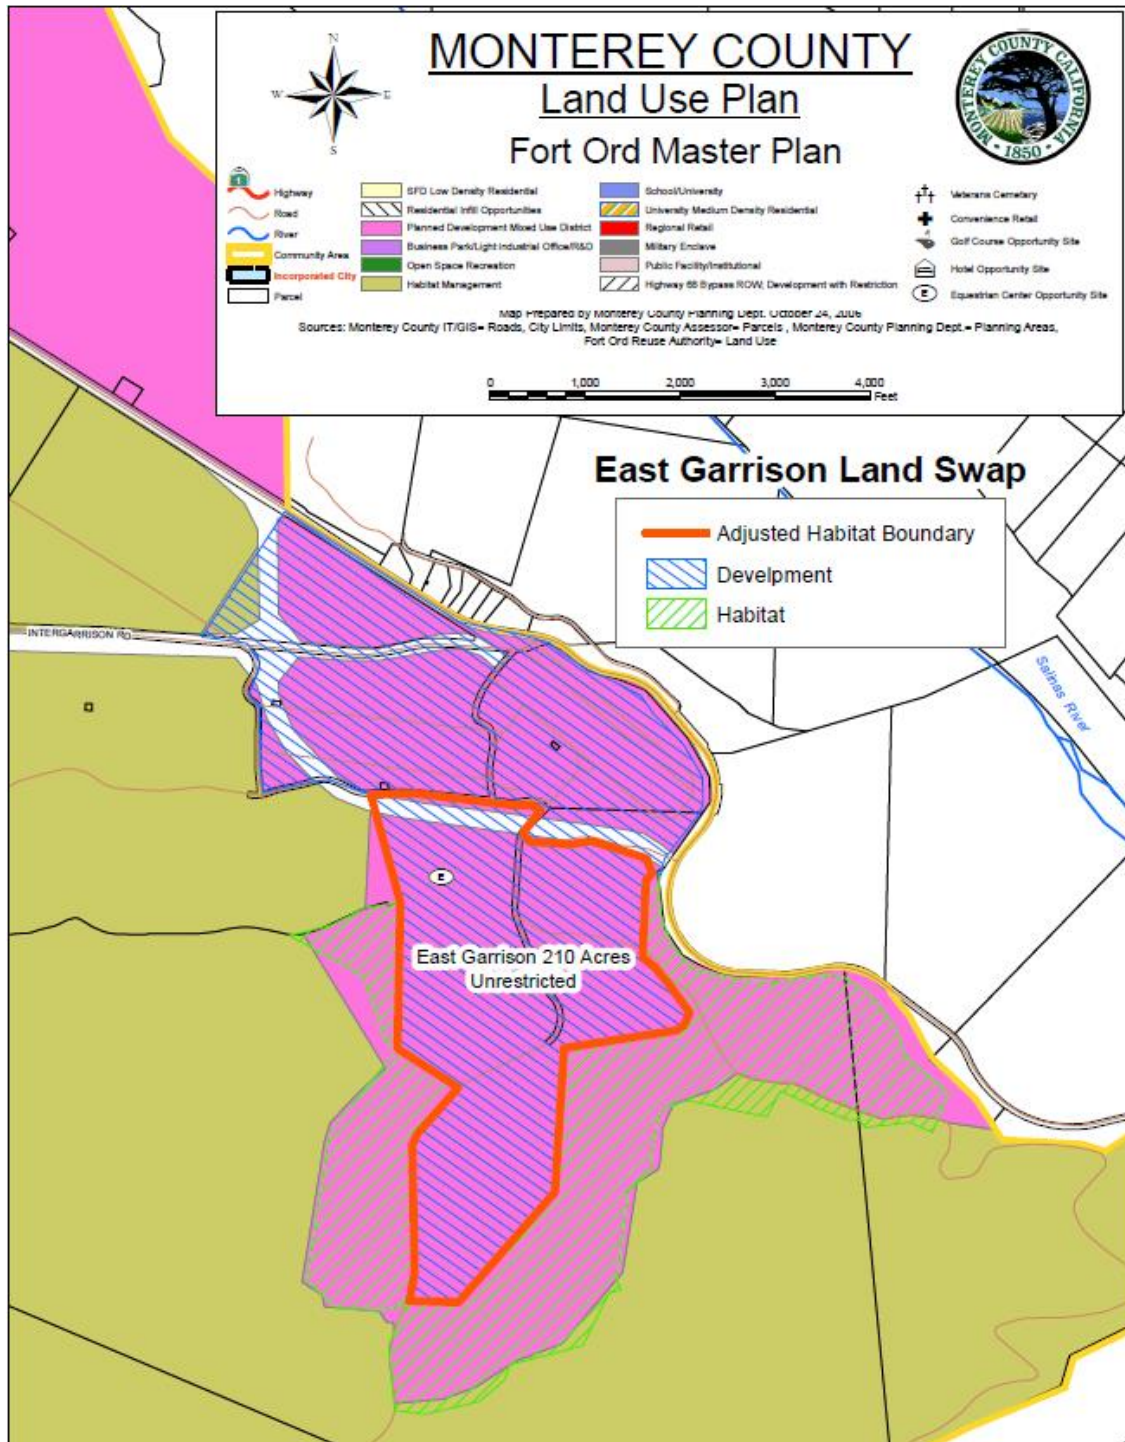 MONTEREY COUNTY
Land Use Plan
Fort Ord Master Plan
N
W
E
S
MONTEREY COUNTY CALIFORNIA
1850
1
Highway
Road
River
Community Area
Incorporated City
Parcel
SFD Low Density Residential
Residential Infill Opportunities
Planned Development Mixed Use District
Business Park/Light Industrial Office/R&D
Open Space Recreation
Habitat Management
School/University
University Medium Density Residential
Regional Retail
Military Enclave
Public Facility/Institutional
Highway 68 Bypass ROW; Development with Restriction
Veterans Cemetary
Convenience Retail
Golf Course Opportunity Site
Hotel Opportunity Site
E
Equestrian Center Opportunity Site
Map Prepared by Monterey County Planning Dept. October 24, 2006
Sources: Monterey County IT/GIS= Roads, City Limits, Monterey County Assessor= Parcels , Monterey County Planning Dept.= Planning Areas,
Fort Ord Reuse Authority= Land Use
0 1,000 2,000 3,000 4,000
Feet
East Garrison Land Swap
Adjusted Habitat Boundary
Develpment
Habitat
INTERGARRISON RD
Salinas River
E
East Garrison 210 Acres
Unrestricted